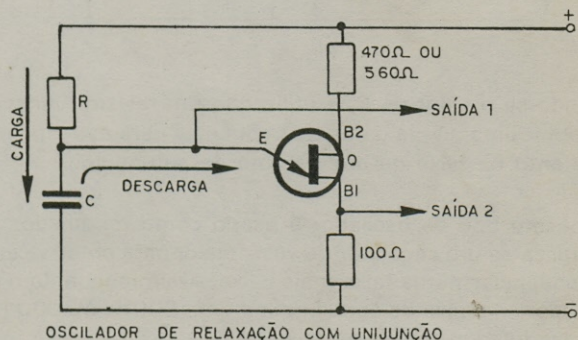 +
470Ω OU
560Ω
R
SAÍDA 1
CARGA
E
B2
Q
DESCARGA
B1
C
SAÍDA 2
100Ω
-
OSCILADOR DE RELAXAÇÃO COM UNIJUNÇÃO